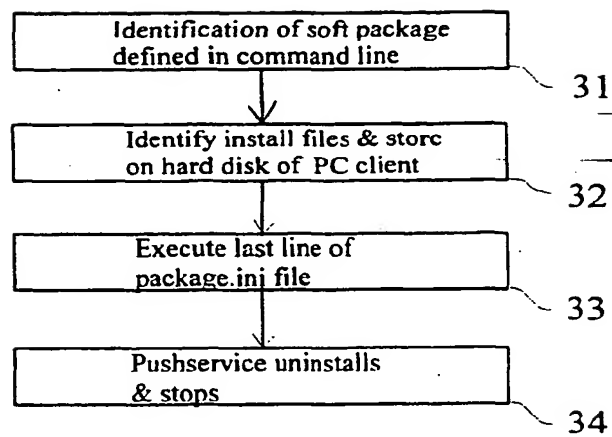 Identification of soft package
defined in command line
31
Identify install files & store
on hard disk of PC client
32
Execute last line of
package.ini file
33
Pushservice uninstalls
& stops
34